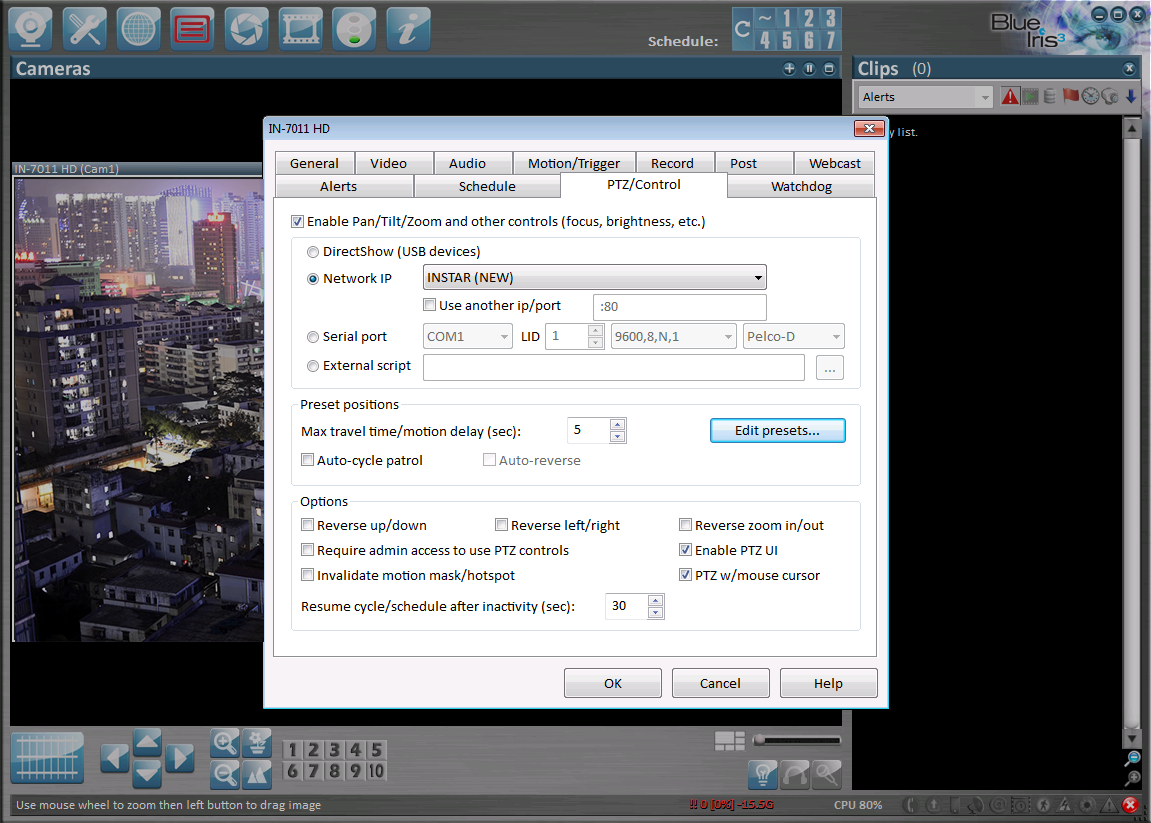 Schedule:
~ 1 2 3
C 4 5 6 7
Blue
Iris3
Cameras
Clips (0)
Alerts
y list.
IN-7011 HD (Cam1)
IN-7011 HD
General Video Audio Motion/Trigger Record Post Webcast
Alerts Schedule PTZ/Control Watchdog
Enable Pan/Tilt/Zoom and other controls (focus, brightness, etc.)
DirectShow (USB devices)
Network IP INSTAR (NEW)
Use another ip/port :80
Serial port COM1 LID 1 9600,8,N,1 Pelco-D
External script ...
Preset positions
Max travel time/motion delay (sec): 5 Edit presets...
Auto-cycle patrol Auto-reverse
Options
Reverse up/down Reverse left/right Reverse zoom in/out
Require admin access to use PTZ controls Enable PTZ UI
Invalidate motion mask/hotspot PTZ w/mouse cursor
Resume cycle/schedule after inactivity (sec): 30
OK Cancel Help
1 2 3 4 5
6 7 8 9 10
Use mouse wheel to zoom then left button to drag image
!! 0 [0%] -15.5G
CPU 80%